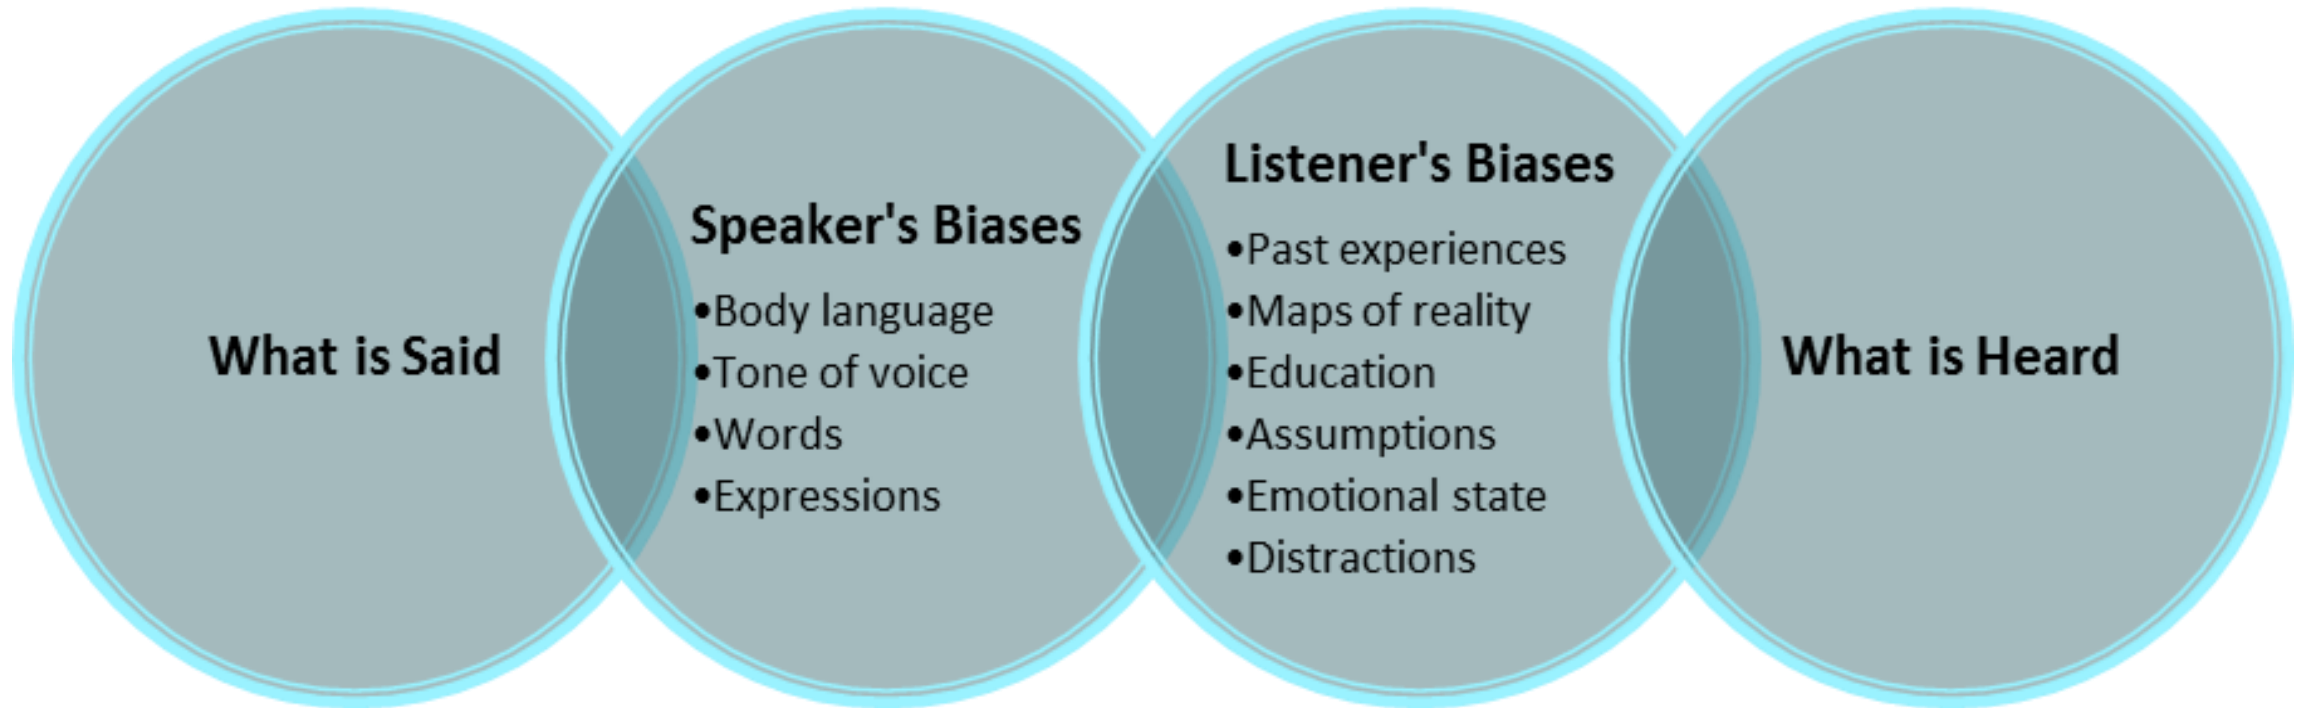 What is Said
Speaker's Biases
•Body language
•Tone of voice
•Words
•Expressions
Listener's Biases
•Past experiences
•Maps of reality
•Education
•Assumptions
•Emotional state
•Distractions
What is Heard